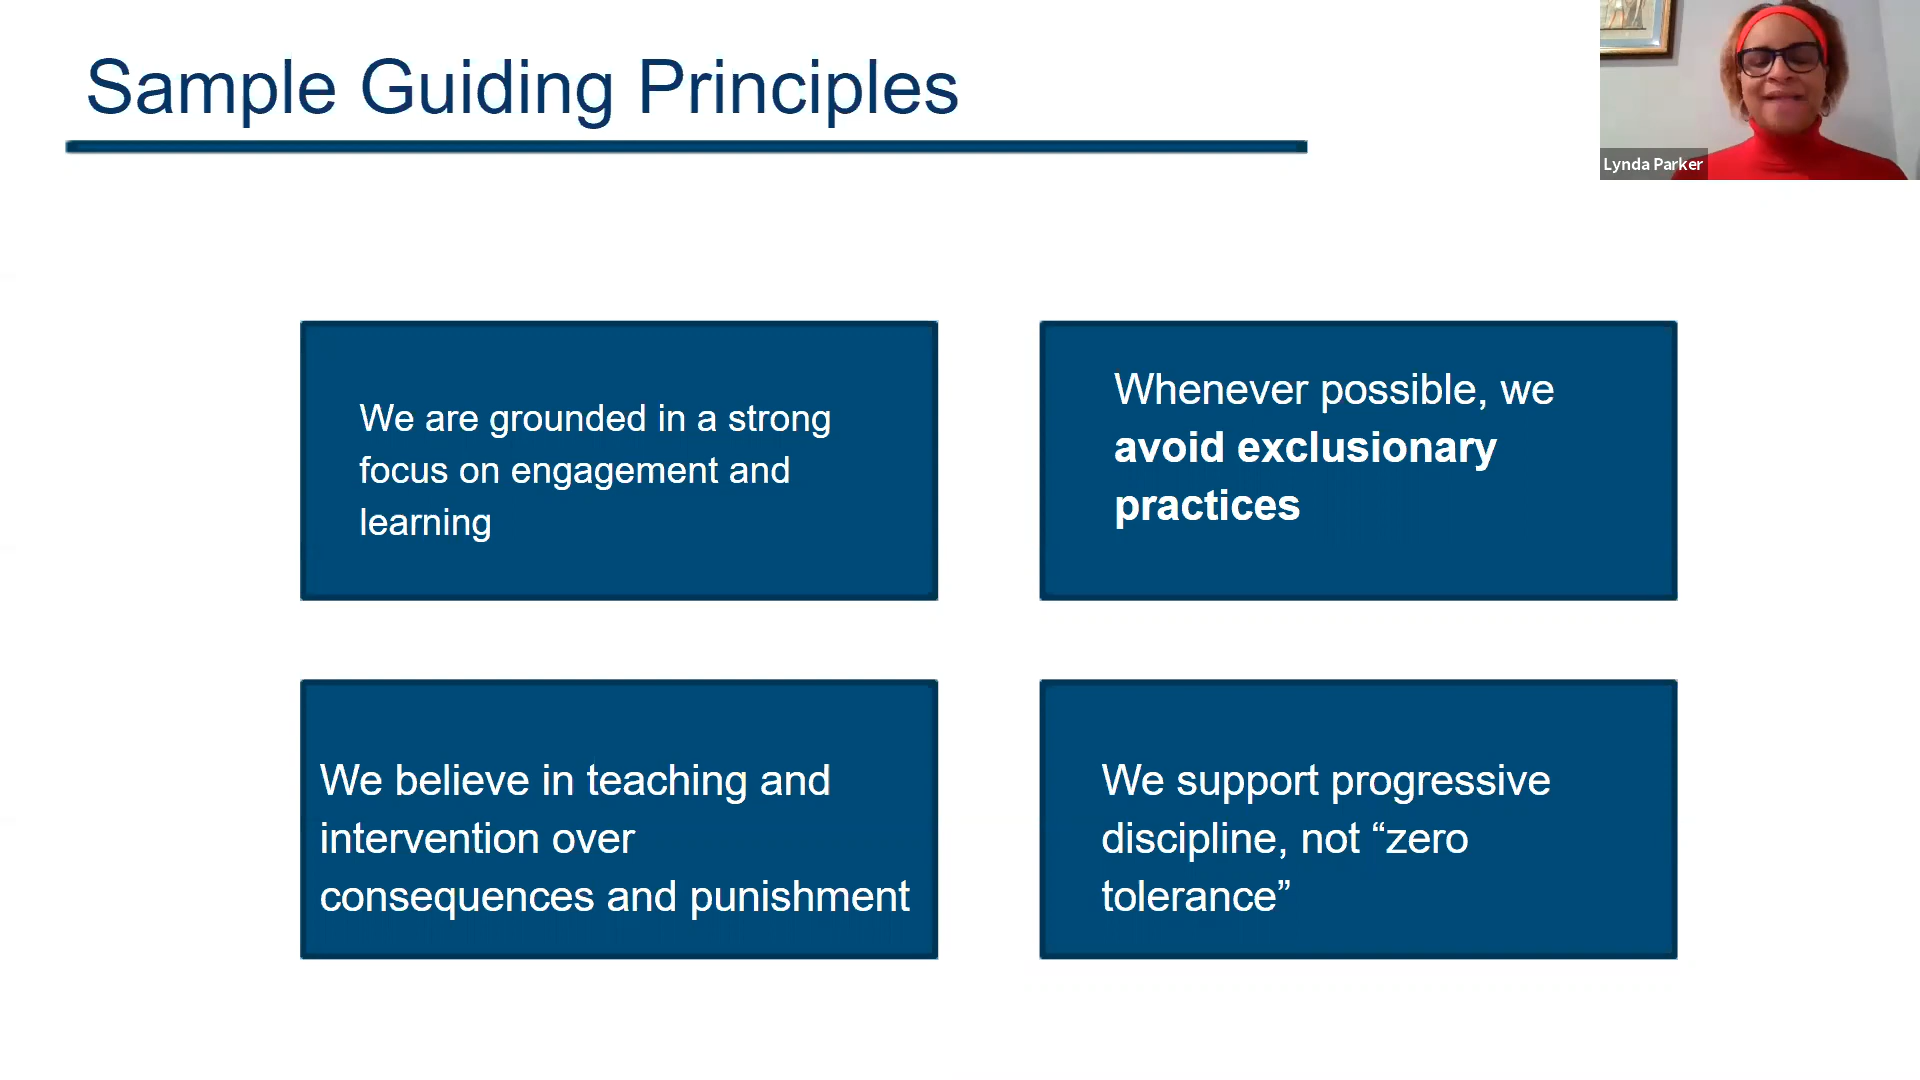 Sample Guiding Principles
Lynda Parker
We are grounded in a strong
focus on engagement and
learning
Whenever possible, we
avoid exclusionary
practices
We believe in teaching and
intervention over
consequences and punishment
We support progressive
discipline, not “zero
tolerance”